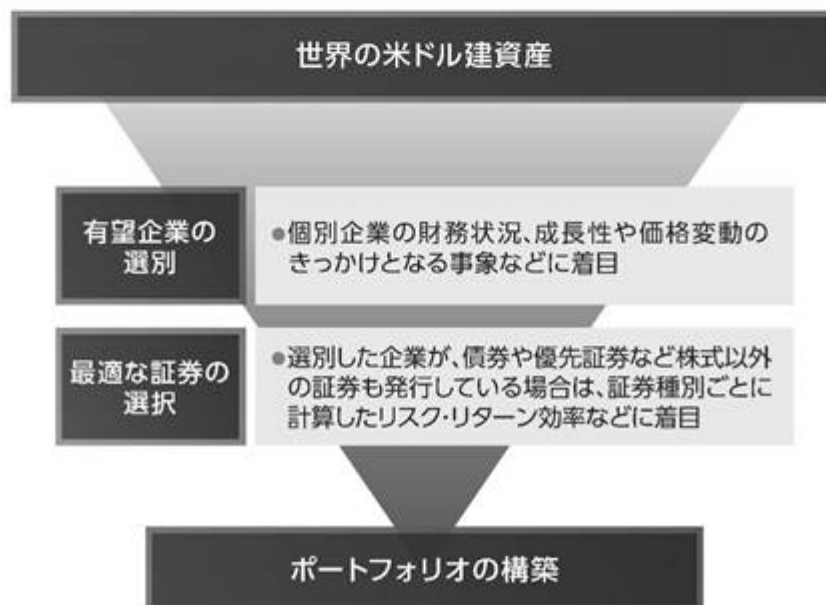 世界の米ドル建資産
有望企業の
選別
●個別企業の財務状況、成長性や価格変動の
きっかけとなる事象などに着目
最適な証券の
選択
●選別した企業が、債券や優先証券など株式以外
の証券も発行している場合は、証券種別ごとに
計算したリスク・リターン効率などに着目
ポートフォリオの構築